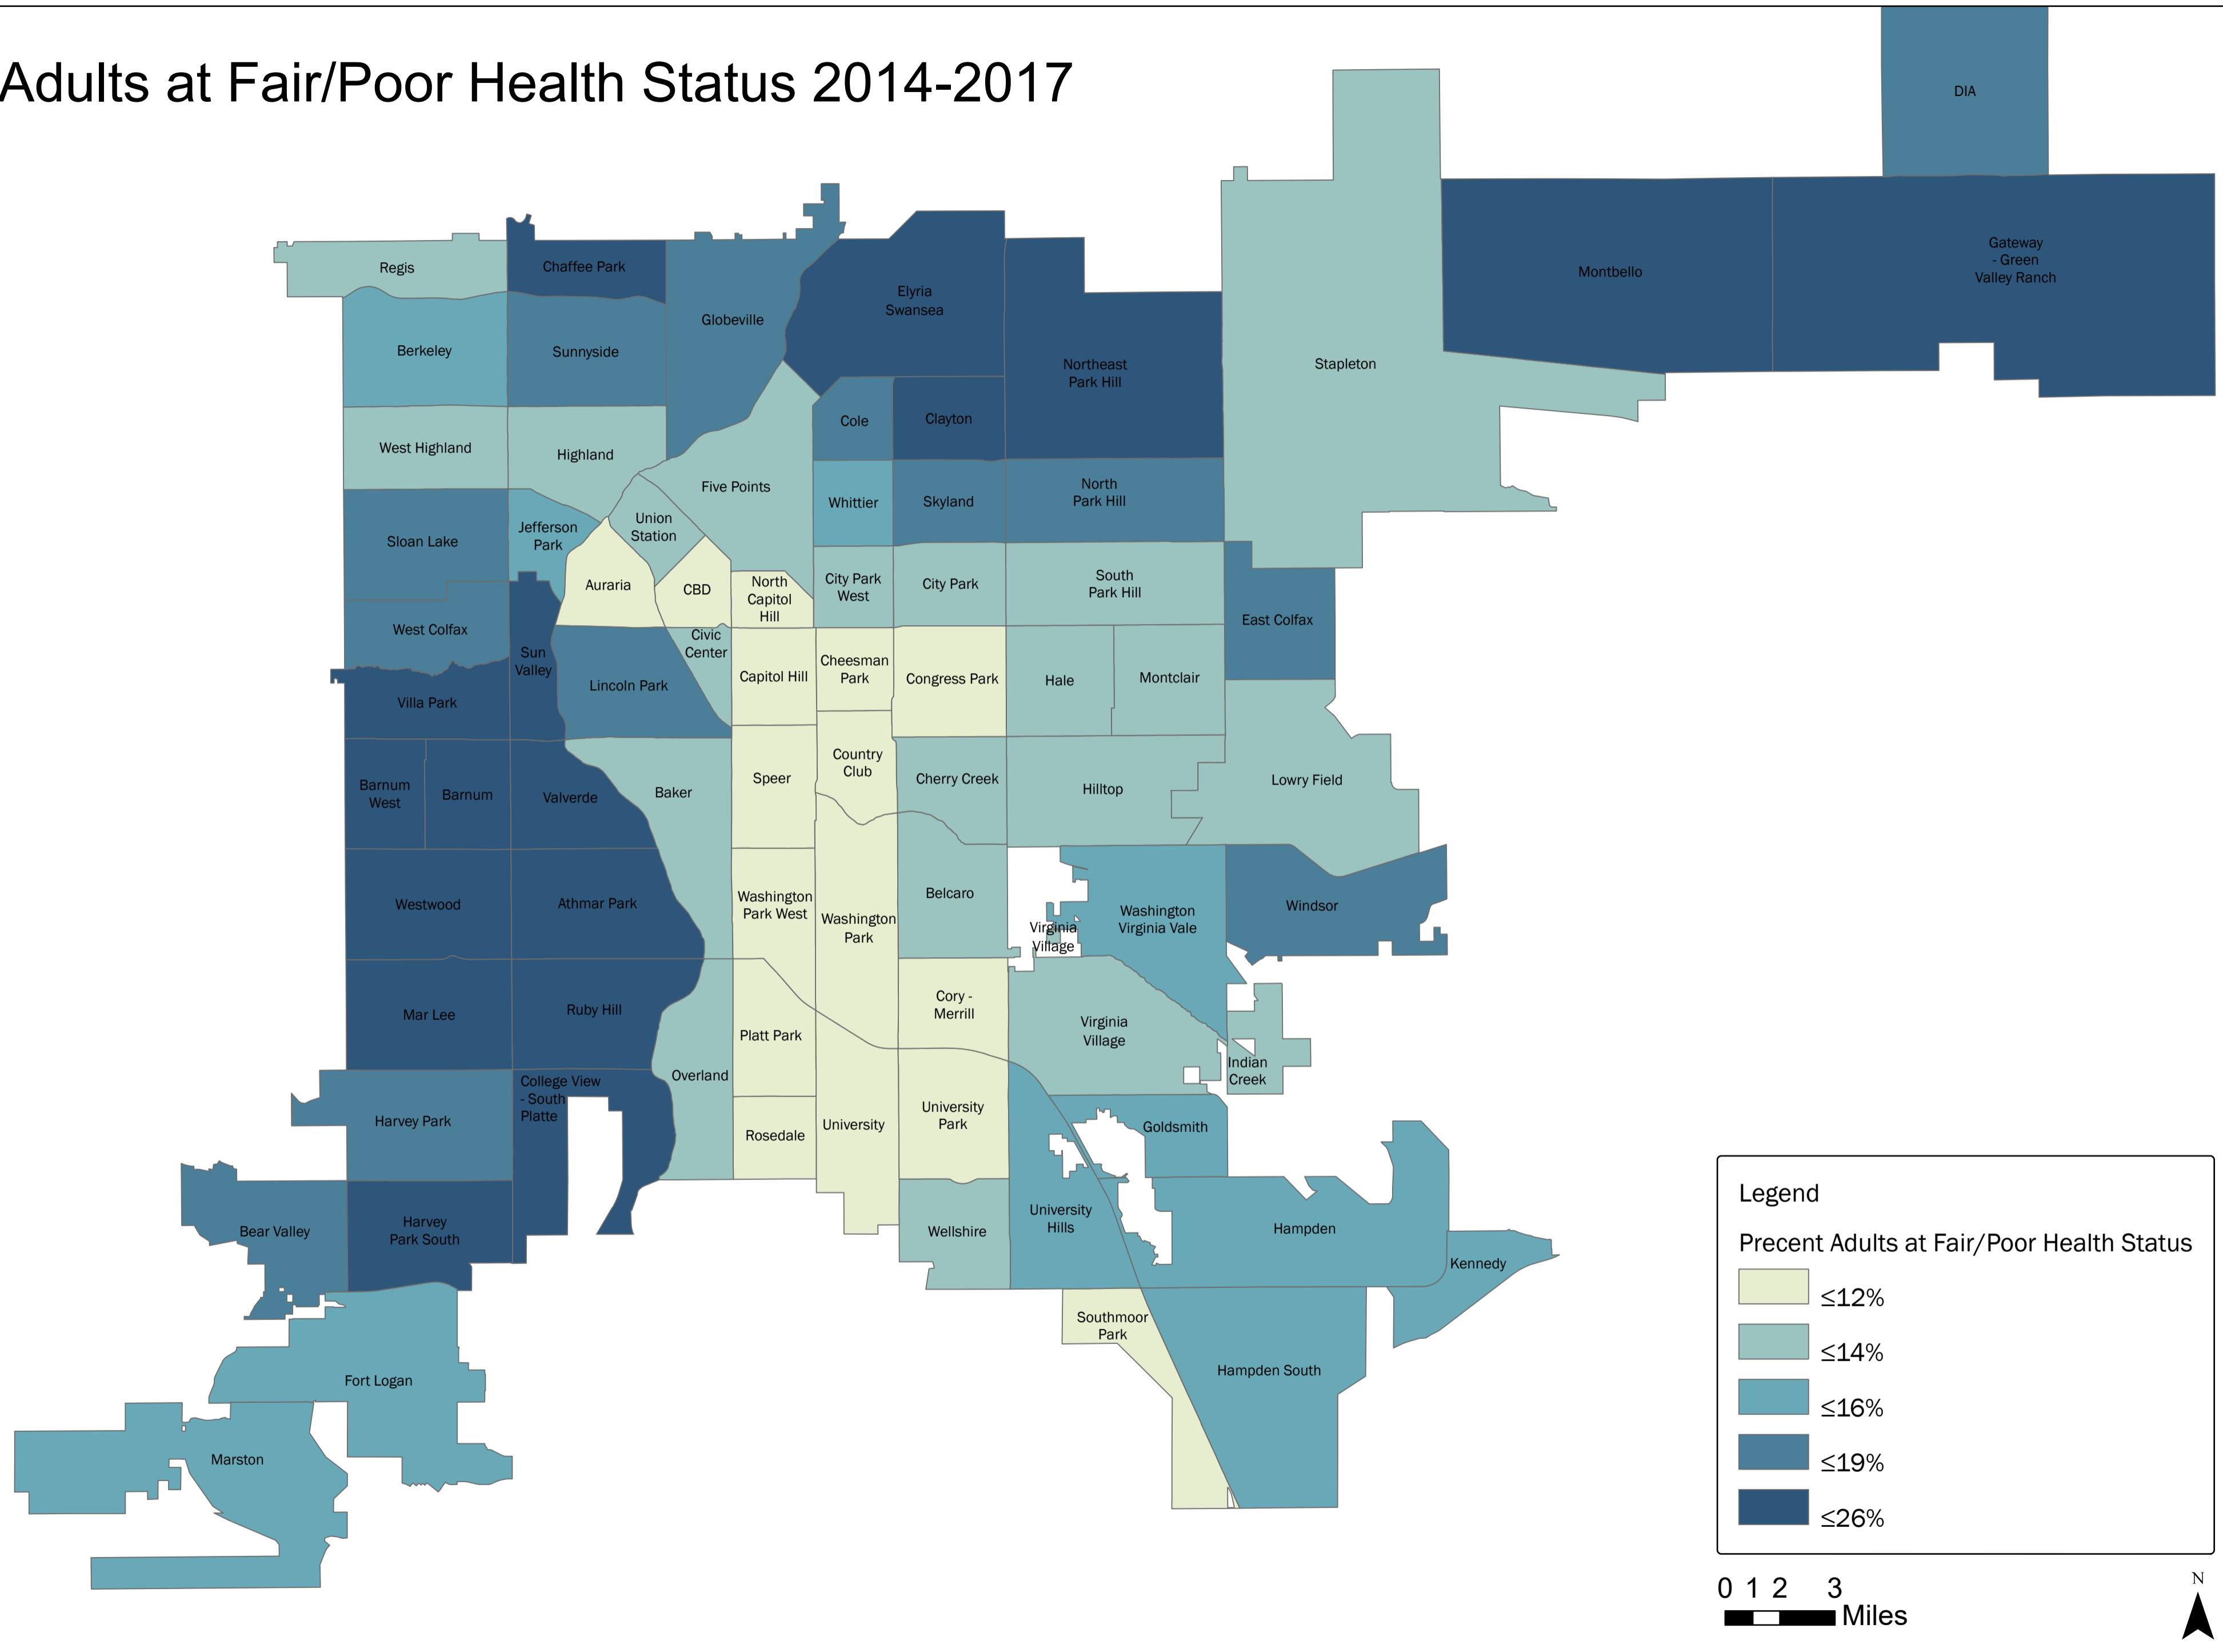 Adults at Fair/Poor Health Status 2014-2017
DIA
Gateway
- Green
Valley Ranch
Montbello
Regis
Chaffee Park
Elyria
Swansea
Globeville
Berkeley
Sunnyside
Northeast
Park Hill
Stapleton
Cole
Clayton
West Highland
Highland
Five Points
Whittier
Skyland
North
Park Hill
Union
Station
Sloan Lake
Jefferson
Park
Auraria
CBD
North
Capitol
Hill
City Park
West
City Park
South
Park Hill
East Colfax
West Colfax
Civic
Center
Sun
Valley
Lincoln Park
Capitol Hill
Cheesman
Park
Congress Park
Hale
Montclair
Villa Park
Barnum
West
Barnum
Valverde
Baker
Speer
Country
Club
Cherry Creek
Hilltop
Lowry Field
Westwood
Athmar Park
Washington
Park West
Washington
Park
Belcaro
Virginia
Village
Washington
Virginia Vale
Windsor
Mar Lee
Ruby Hill
Platt Park
Cory -
Merrill
Virginia
Village
Indian
Creek
Overland
College View
- South
Platte
Harvey Park
Rosedale
University
University
Park
Goldsmith
Bear Valley
Harvey
Park South
Wellshire
University
Hills
Hampden
Kennedy
Southmoor
Park
Hampden South
Fort Logan
Marston
Legend
Precent Adults at Fair/Poor Health Status
≤12%
≤14%
≤16%
≤19%
≤26%
0 1 2 3
Miles
N